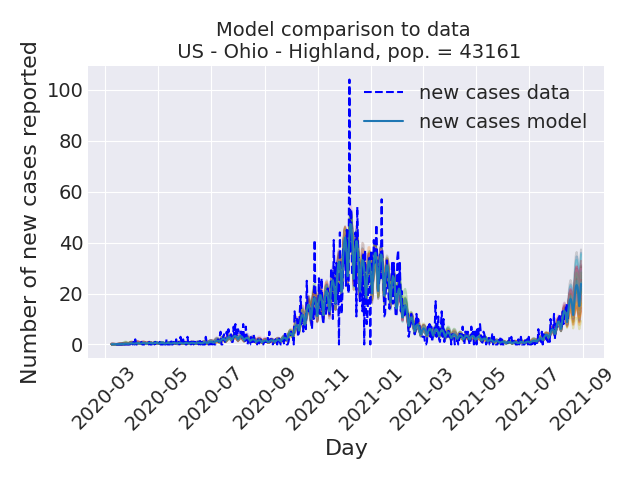 Model comparison to data
US - Ohio - Highland, pop. = 43161
Number of new cases reported
100
80
60
40
20
0
new cases data
new cases model
2020-03
2020-05
2020-07
2020-09
2020-11
2021-01
2021-03
2021-05
2021-07
2021-09
Day